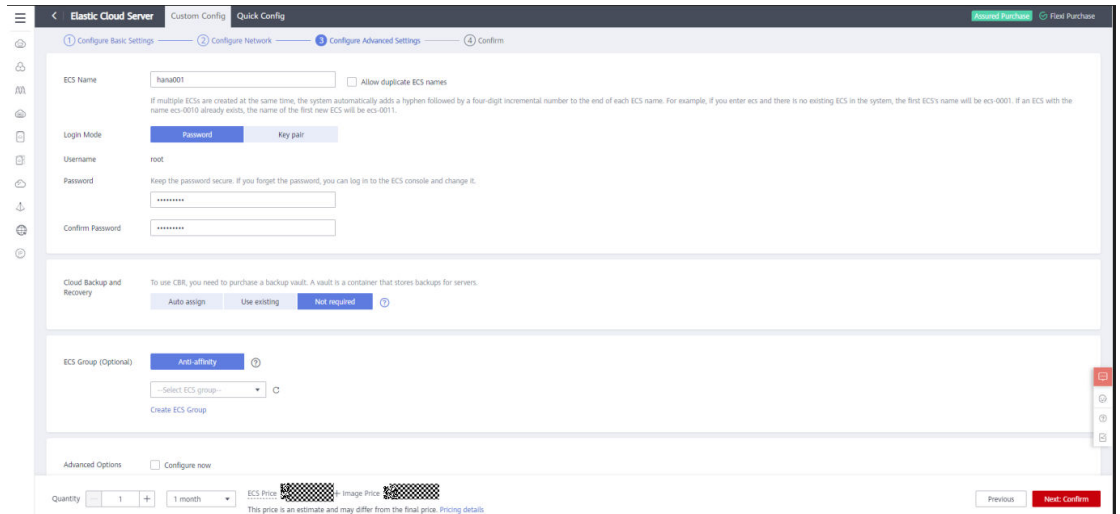 Elastic Cloud Server Custom Config Quick Config Assured Purchase Flexi Purchase
1 Configure Basic Settings 2 Configure Network 3 Configure Advanced Settings 4 Confirm
ECS Name hana001 Allow duplicate ECS names
If multiple ECSs are created at the same time, the system automatically adds a hyphen followed by a four-digit incremental number to the end of each ECS name. For example, if you enter ecs and there is no existing ECS in the system, the first ECS's name will be ecs-0001. If an ECS with the
name ecs-0010 already exists, the name of the first new ECS will be ecs-0011.
Login Mode Password Key pair
Username root
Password Keep the password secure. If you forget the password, you can log in to the ECS console and change it.
•••••••••
Confirm Password •••••••••
Cloud Backup and
Recovery
To use CBR, you need to purchase a backup vault. A vault is a container that stores backups for servers.
Auto assign Use existing Not required
ECS Group (Optional) Anti-affinity
--Select ECS group--
Create ECS Group
Advanced Options Configure now
Quantity 1 1 month ECS Price + Image Price Previous Next: Confirm
This price is an estimate and may differ from the final price. Pricing details